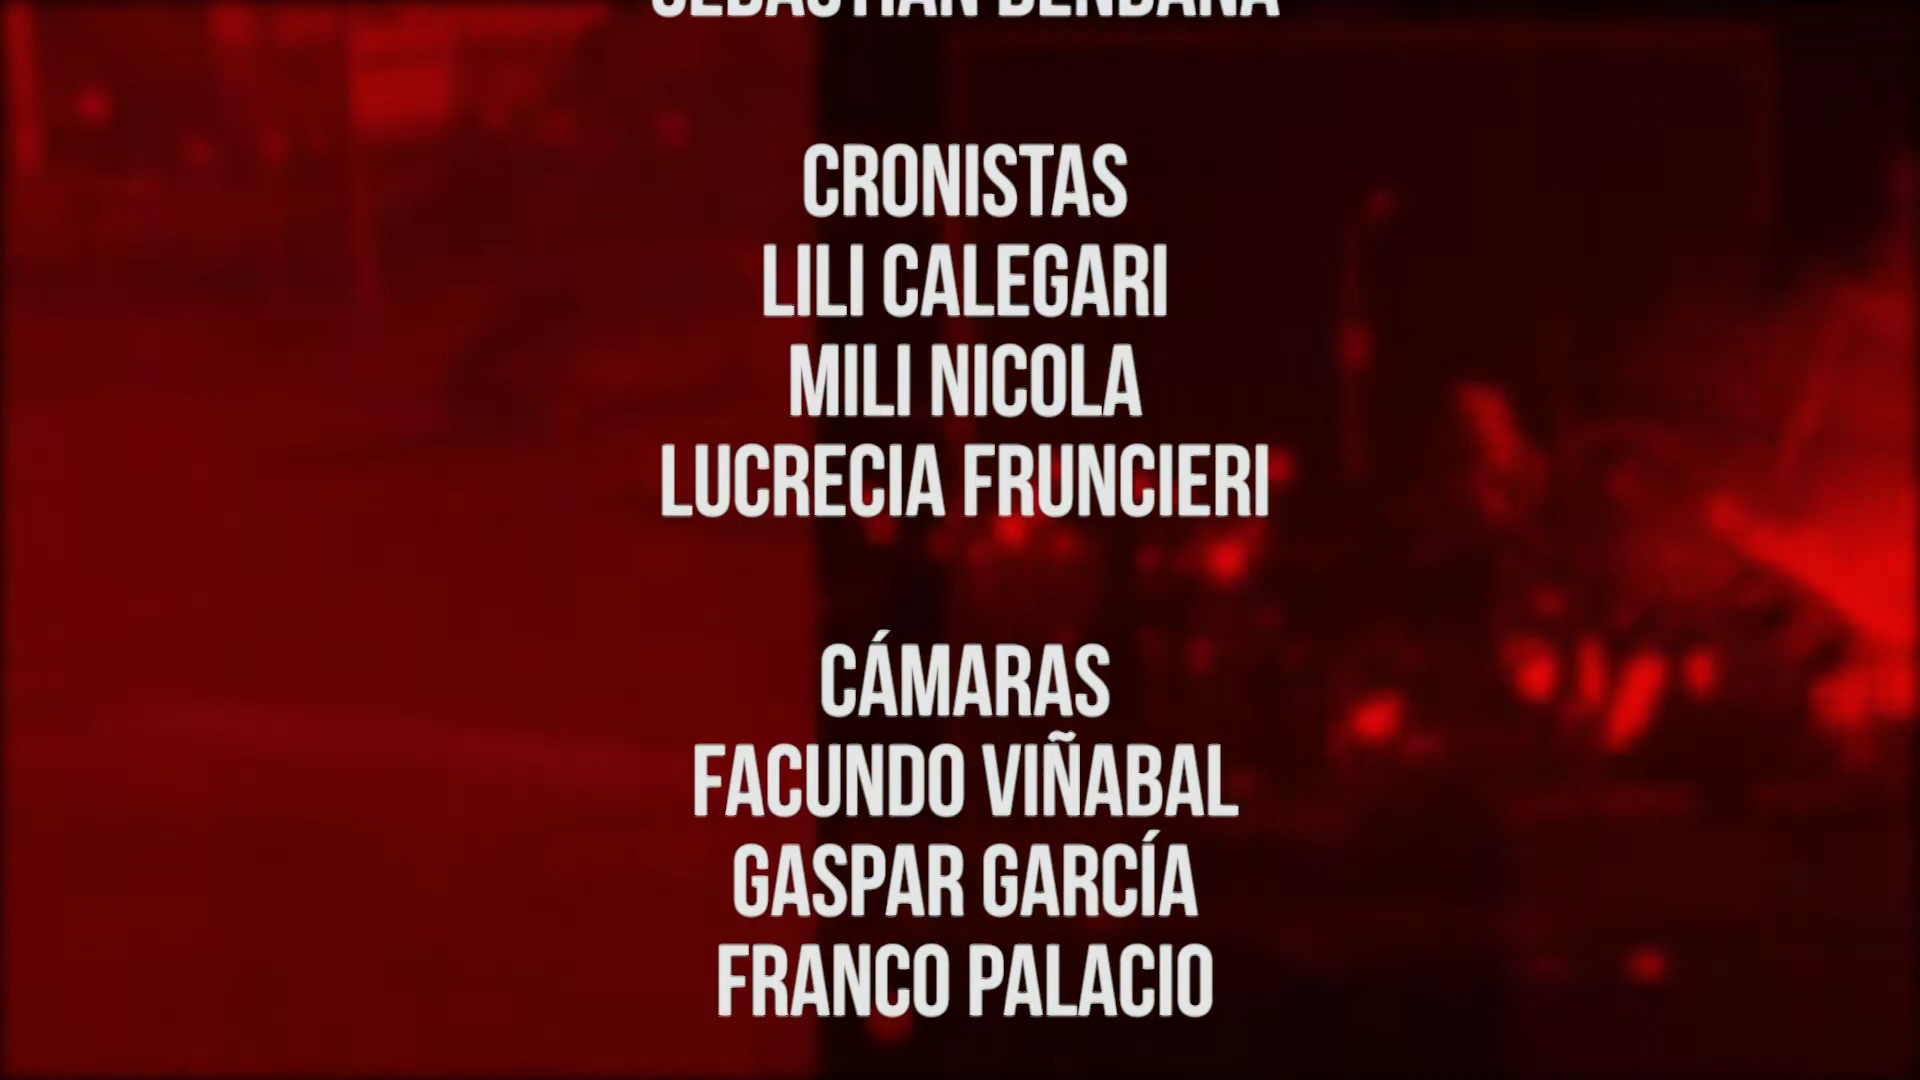 CRONISTAS
LILI CALEGARI
MILI NICOLA
LUCRECIA FRUNCIERI
CÁMARAS
FACUNDO VIÑABAL
GASPAR GARCÍA
FRANCO PALACIO